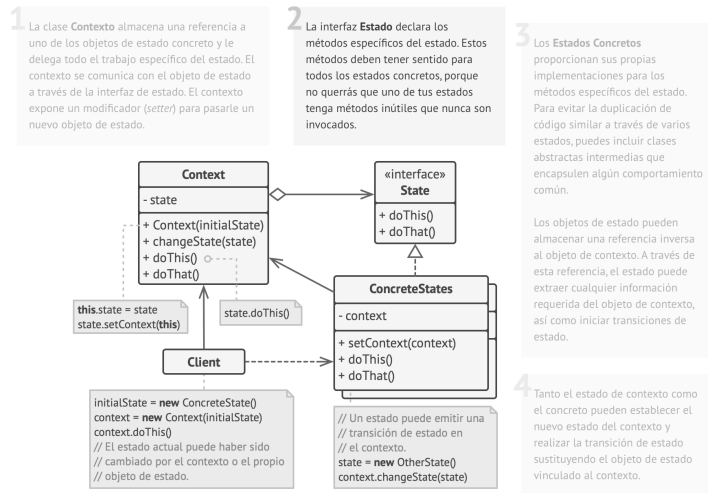 1
La clase Contexto almacena una referencia a
uno de los objetos de estado concreto y le
delega todo el trabajo específico del estado. El
contexto se comunica con el objeto de estado
a través de la interfaz de estado. El contexto
expone un modificador (setter) para pasarle un
nuevo objeto de estado.
2
La interfaz Estado declara los
métodos específicos del estado. Estos
métodos deben tener sentido para
todos los estados concretos, porque
no querrás que uno de tus estados
tenga métodos inútiles que nunca son
invocados.
3
Los Estados Concretos
proporcionan sus propias
implementaciones para los
métodos específicos del estado.
Para evitar la duplicación de
código similar a través de varios
estados, puedes incluir clases
abstractas intermedias que
encapsulen algún comportamiento
común.
Los objetos de estado pueden
almacenar una referencia inversa
al objeto de contexto. A través de
esta referencia, el estado puede
extraer cualquier información
requerida del objeto de contexto,
así como iniciar transiciones de
estado.
4
Tanto el estado de contexto como
el concreto pueden establecer el
nuevo estado del contexto y
realizar la transición de estado
sustituyendo el objeto de estado
vinculado al contexto.
Context
- state
+ Context(initialState)
+ changeState(state)
+ doThis()
+ doThat()
«interface»
State
+ doThis()
+ doThat()
this.state = state
state.setContext(this)
state.doThis()
ConcreteStates
- context
+ setContext(context)
+ doThis()
+ doThat()
Client
initialState = new ConcreteState()
context = new Context(initialState)
context.doThis()
// El estado actual puede haber sido
// cambiado por el contexto o el propio
// objeto de estado.
// Un estado puede emitir una
// transición de estado en
// el contexto.
state = new OtherState()
context.changeState(state)